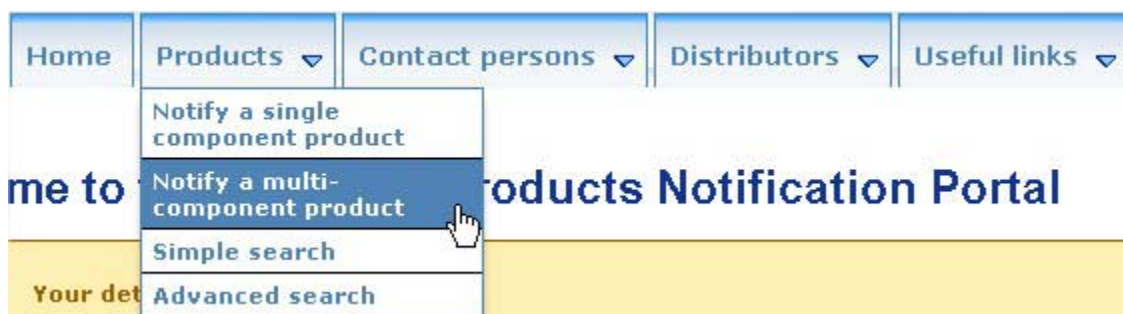 Home Products Contact persons Distributors Useful links
Notify a single
component product
me to Notify a multi- roducts Notification Portal
component product
Simple search
Your det Advanced search